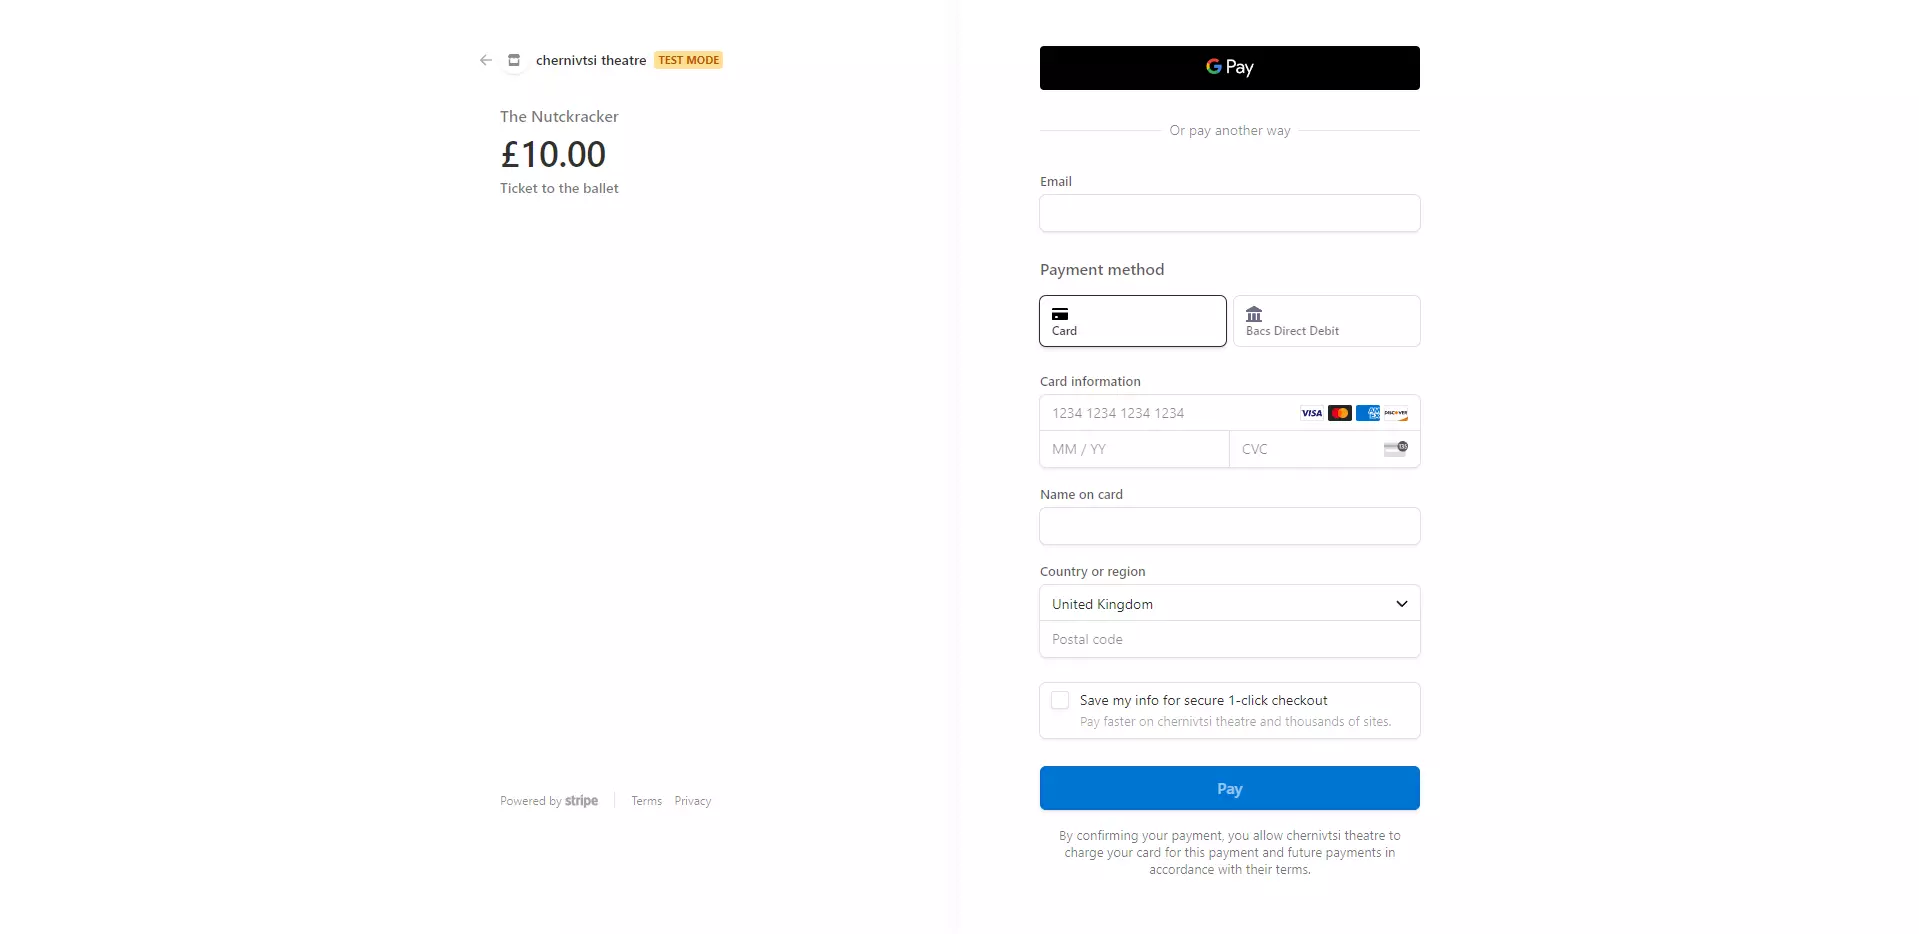 chernivtsi theatre TEST MODE
The Nutckracker
£10.00
Ticket to the ballet
Powered by stripe Terms Privacy
G Pay
Or pay another way
Email
Payment method
Card
Bacs Direct Debit
Card information
1234 1234 1234 1234 VISA AMEX DISCOVER
MM / YY CVC 135
Name on card
Country or region
United Kingdom
Postal code
Save my info for secure 1-click checkout
Pay faster on chernivtsi theatre and thousands of sites.
Pay
By confirming your payment, you allow chernivtsi theatre to
charge your card for this payment and future payments in
accordance with their terms.